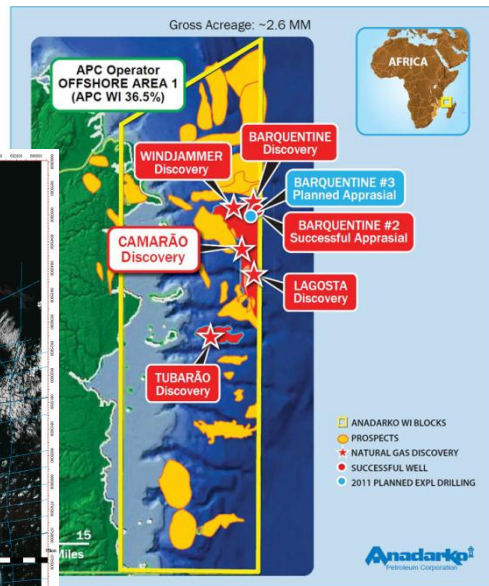 Gross Acreage: ~2.6 MM
APC Operator
OFFSHORE AREA 1
(APC WI 36.5%)
AFRICA
BARQUENTINE
Discovery
WINDJAMMER
Discovery
BARQUENTINE #3
Planned Apprasial
BARQUENTINE #2
Successful Apprasial
CAMARÃO
Discovery
LAGOSTA
Discovery
TUBARÃO
Discovery
ANADARKO WI BLOCKS
PROSPECTS
NATURAL GAS DISCOVERY
SUCCESSFUL WELL
2011 PLANNED EXPL DRILLING
15
Miles
Anadarko
Petroleum Corporation